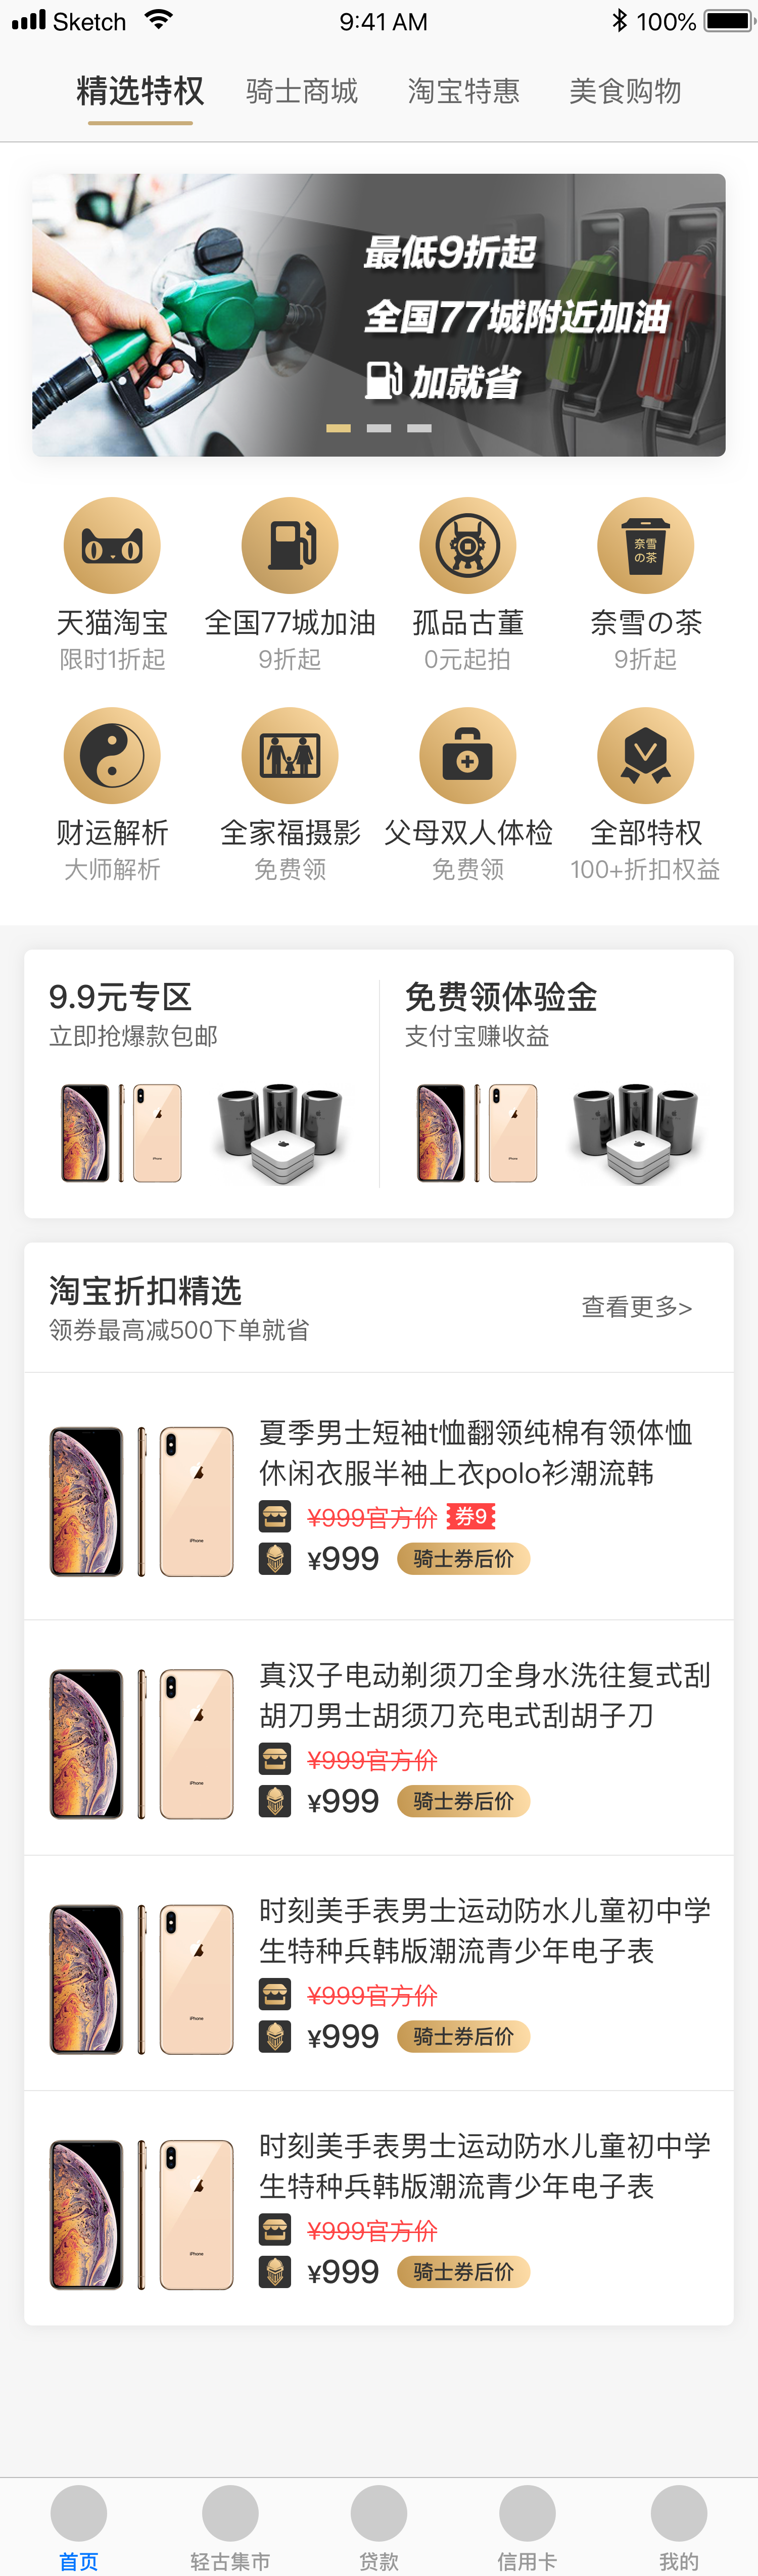 Sketch 9:41 AM 100%
精选特权 骑士商城 淘宝特惠 美食购物
最低9折起
全国77城附近加油
加就省
奈雪
の茶
天猫淘宝 全国77城加油 孤品古董 奈雪の茶
限时1折起 9折起 0元起拍 9折起
财运解析 全家福摄影 父母双人体检 全部特权
大师解析 免费领 免费领 100+折扣权益
9.9元专区 免费领体验金
立即抢爆款包邮 支付宝赚收益
iPhone iPhone
淘宝折扣精选
领券最高减500下单就省
查看更多>
夏季男士短袖t恤翻领纯棉有领体恤
休闲衣服半袖上衣polo衫潮流韩
¥999官方价 券9
iPhone
¥999 骑士券后价
真汉子电动剃须刀全身水洗往复式刮
胡刀男士胡须刀充电式刮胡子刀
¥999官方价
iPhone
¥999 骑士券后价
时刻美手表男士运动防水儿童初中学
生特种兵韩版潮流青少年电子表
¥999官方价
iPhone
¥999 骑士券后价
时刻美手表男士运动防水儿童初中学
生特种兵韩版潮流青少年电子表
¥999官方价
iPhone
¥999 骑士券后价
首页 轻古集市 贷款 信用卡 我的